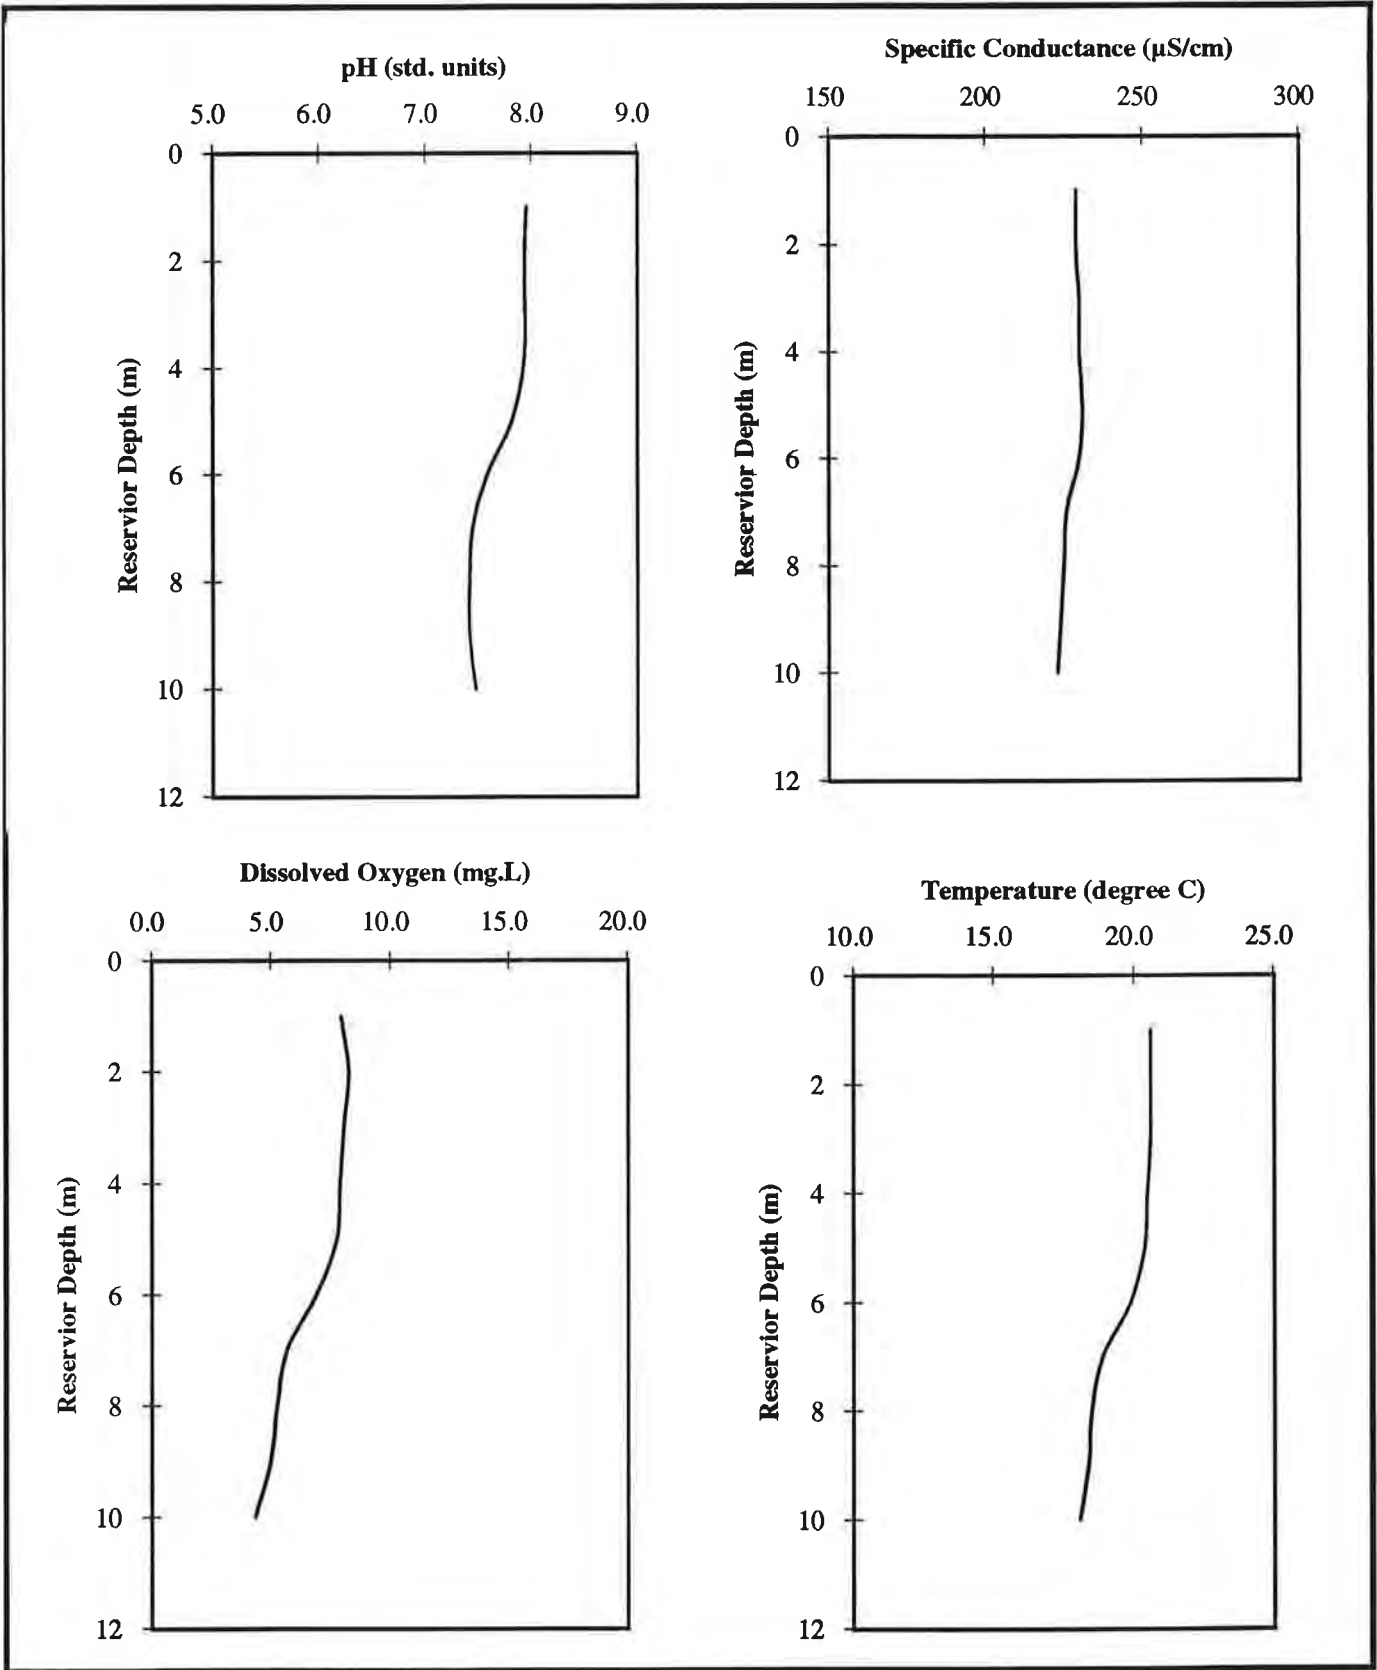 pH (std. units)
5.0 6.0 7.0 8.0 9.0
0
2
4
6
8
10
12
Reservior Depth (m)
Specific Conductance (µS/cm)
150 200 250 300
0
2
4
6
8
10
12
Reservior Depth (m)
Dissolved Oxygen (mg.L)
0.0 5.0 10.0 15.0 20.0
0
2
4
6
8
10
12
Reservior Depth (m)
Temperature (degree C)
10.0 15.0 20.0 25.0
0
2
4
6
8
10
12
Reservior Depth (m)